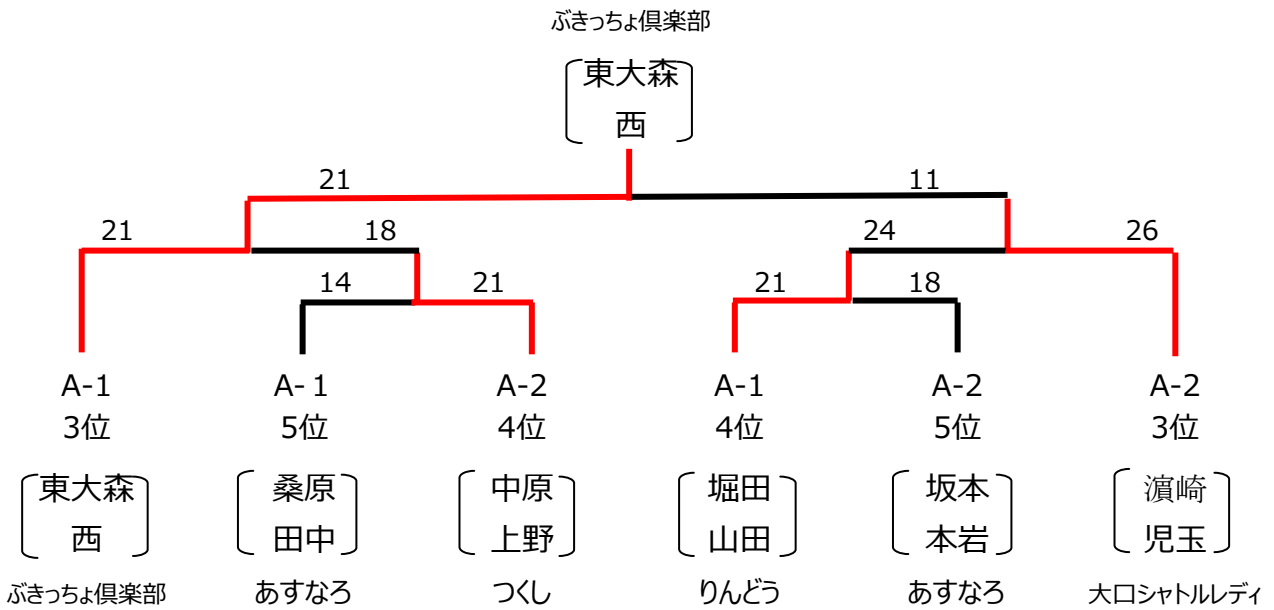 ぶきっちょ倶楽部
東大森
西
21 11
21 18 24 26
14 21 21 18
A-1 A-１ A-2 A-1 A-2 A-2
3位 5位 4位 4位 5位 3位
東大森 桑原 中原 堀田 坂本 濵崎
西 田中 上野 山田 本岩 児玉
ぶきっちょ倶楽部 あすなろ つくし りんどう あすなろ 大口シャトルレディ